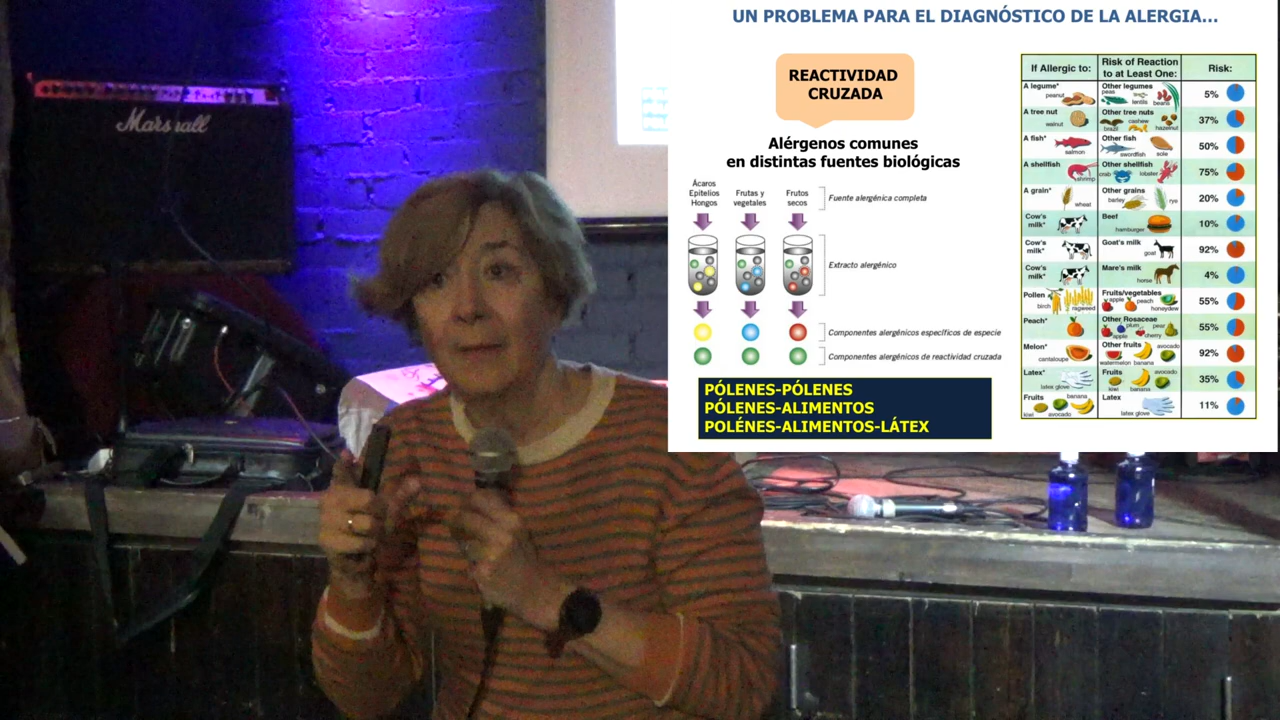 Marshall
UN PROBLEMA PARA EL DIAGNÓSTICO DE LA ALERGIA...
REACTIVIDAD
CRUZADA
Alérgenos comunes
en distintas fuentes biológicas
Ácaros
Epitelios
Hongos
Frutas y
vegetales
Frutos
secos
Fuente alergénica completa
Extracto alergénico
Componentes alergénicos específicos de especie
Componentes alergénicos de reactividad cruzada
PÓLENES-PÓLENES
PÓLENES-ALIMENTOS
POLÉNES-ALIMENTOS-LÁTEX
If Allergic to:
Risk of Reaction
to at Least One:
Risk:
A legume*
peanut
Other legumes
peas
lentils
beans
5%
A tree nut
walnut
Other tree nuts
brazil
cashew
hazelnut
37%
A fish*
salmon
Other fish
swordfish
sole
50%
A shellfish
shrimp
Other shellfish
crab
lobster
75%
A grain*
wheat
Other grains
barley
rye
20%
Cow's
milk*
Beef
hamburger
10%
Cow's
milk*
Goat's milk
goat
92%
Cow's
milk*
Mare's milk
horse
4%
Pollen
birch
ragweed
Fruits/vegetables
apple
peach
honeydew
55%
Peach*
Other Rosaceae
apple
plum
cherry
pear
55%
Melon*
cantaloupe
Other fruits
watermelon
banana
avocado
92%
Latex*
latex glove
Fruits
kiwi
banana
avocado
35%
Fruits
kiwi
avocado
banana
Latex
latex glove
11%